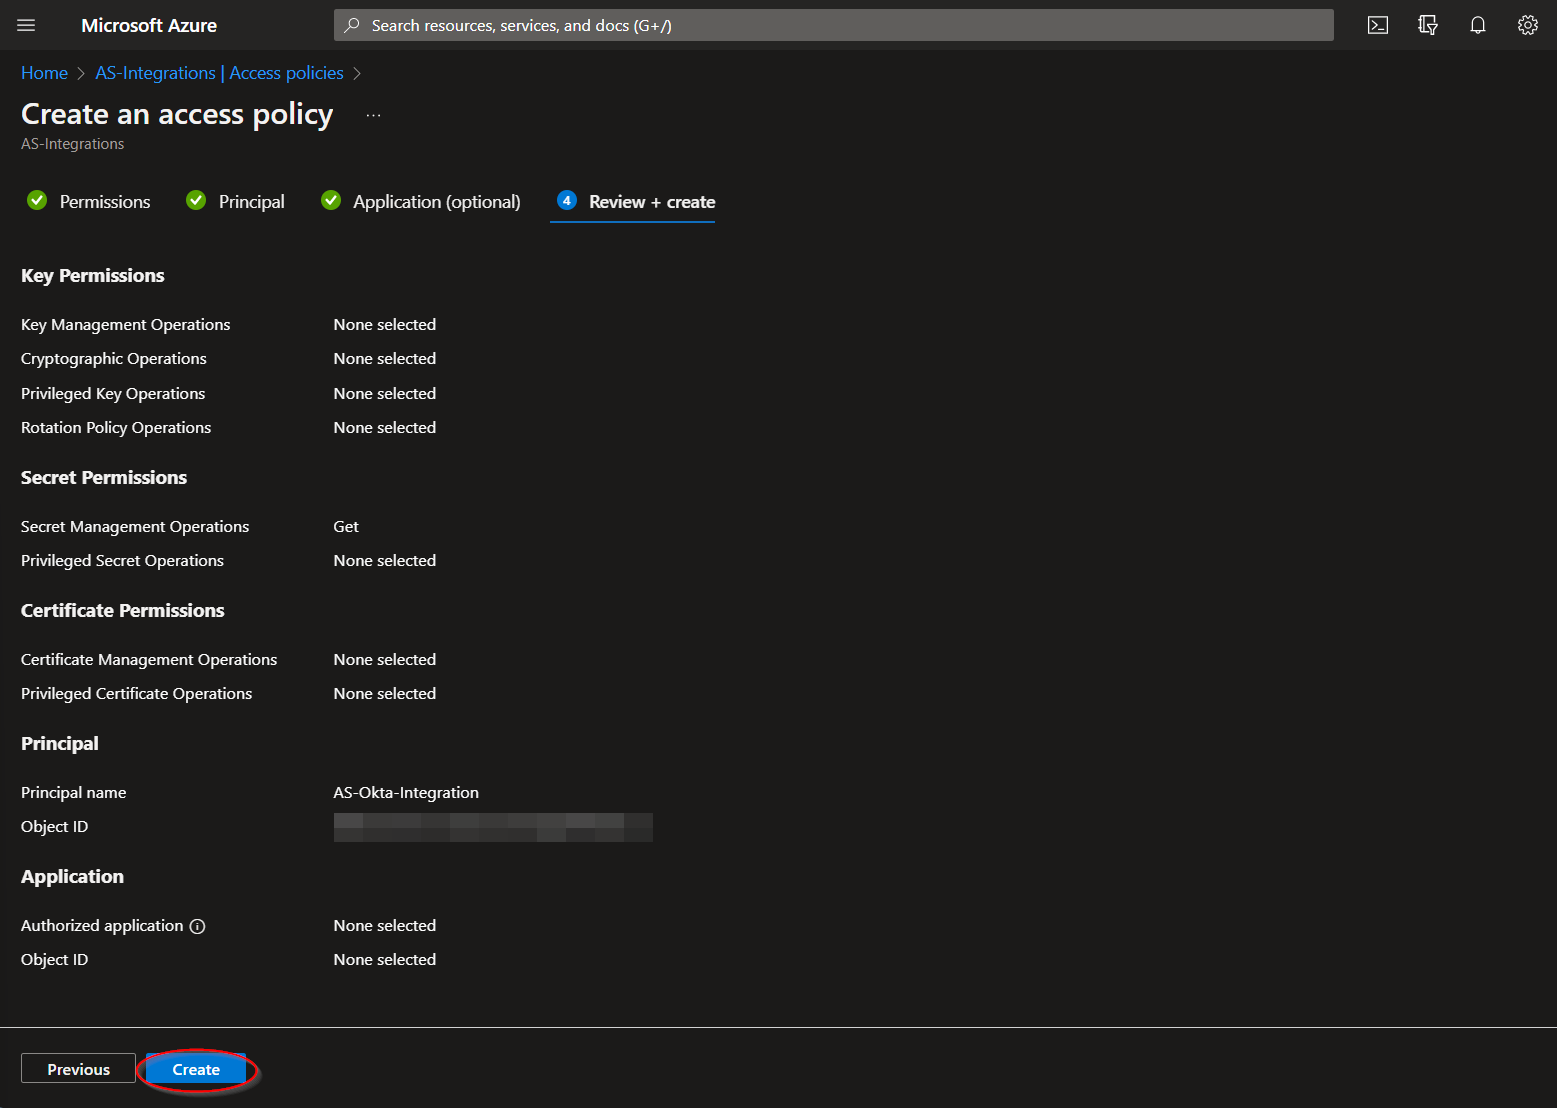 Microsoft Azure
Search resources, services, and docs (G+/)
Home > AS-Integrations | Access policies >
Create an access policy ...
AS-Integrations
Permissions Principal Application (optional) 4 Review + create
Key Permissions
Key Management Operations None selected
Cryptographic Operations None selected
Privileged Key Operations None selected
Rotation Policy Operations None selected
Secret Permissions
Secret Management Operations Get
Privileged Secret Operations None selected
Certificate Permissions
Certificate Management Operations None selected
Privileged Certificate Operations None selected
Principal
Principal name AS-Okta-Integration
Object ID
Application
Authorized application None selected
Object ID None selected
Previous Create